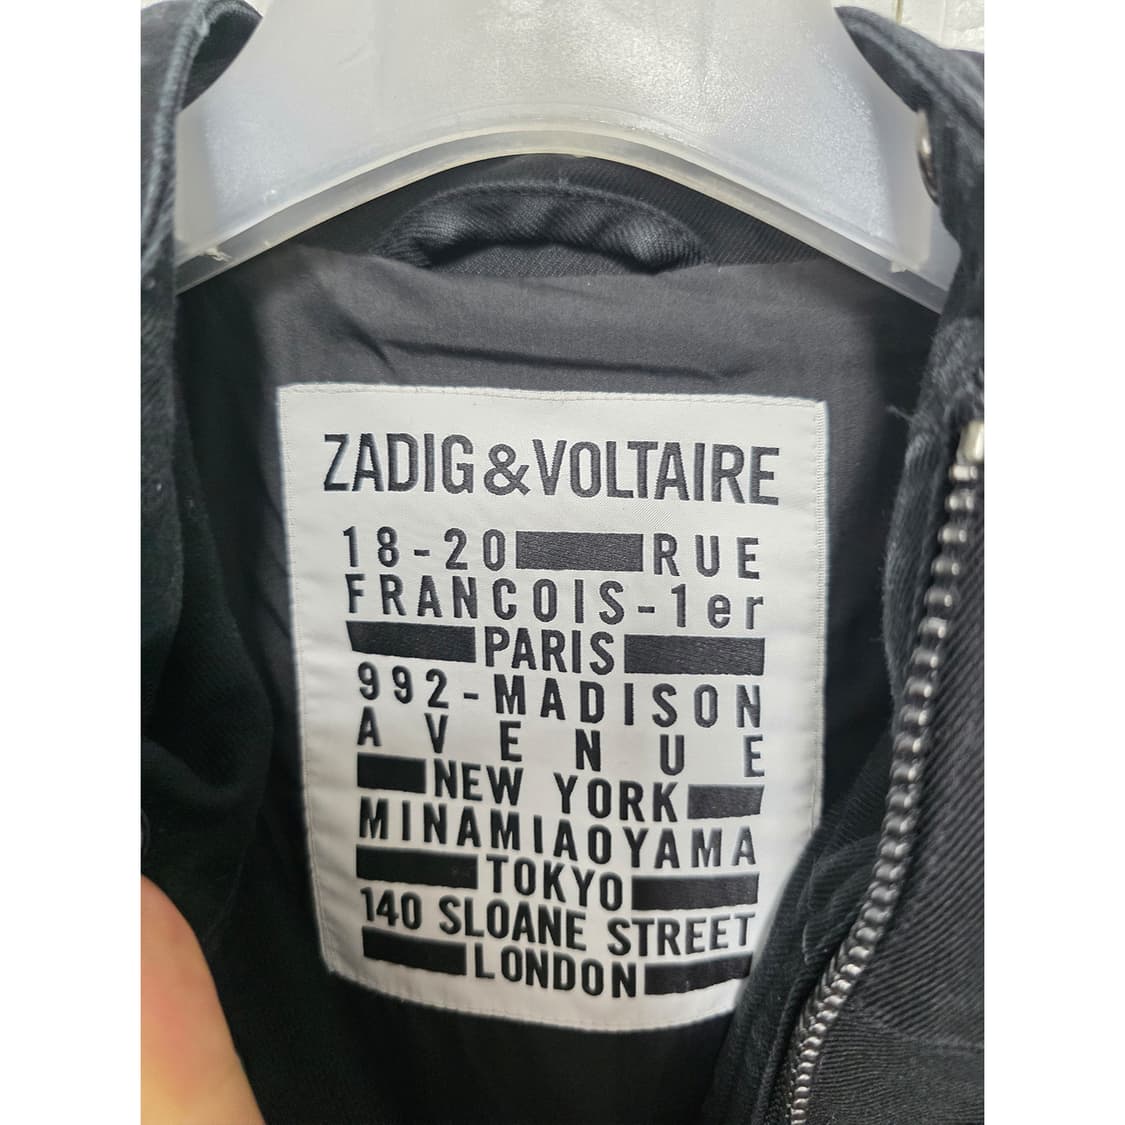 ZADIG&VOLTAIRE
18-20 RUE
FRANCOIS-1er
PARIS
992-MADISON
AVENUE
NEW YORK
MINAMIAOYAMA
TOKYO
140 SLOANE STREET
LONDON